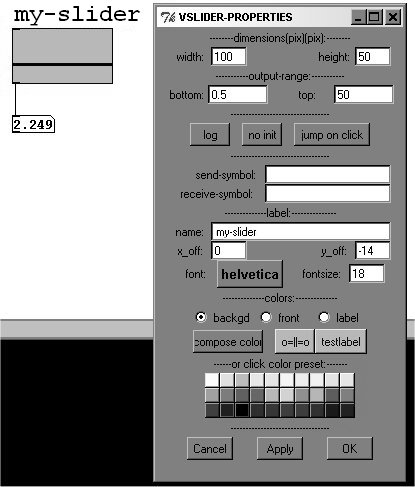 my-slider
2.249
VSLIDER-PROPERTIES
--------dimensions(pix)(pix):--------
width: 100 height: 50
-----------output-range:-----------
bottom: 0.5 top: 50
log no init jump on click
send-symbol:
receive-symbol:
--------------label:--------------
name: my-slider
x_off: 0 y_off: -14
font: helvetica fontsize: 18
--------------colors:--------------
backgd front label
compose color o=||=o testlabel
------or click color preset:-------
Cancel Apply OK